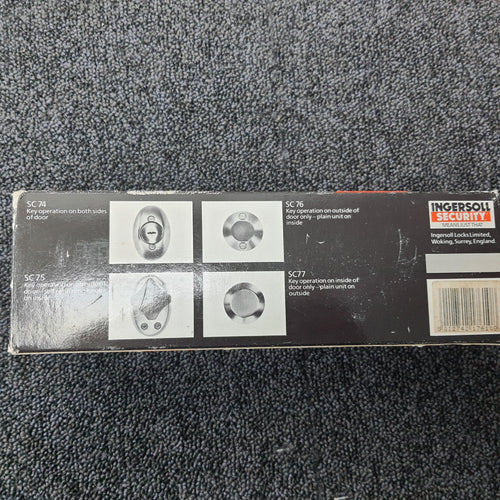 SC 74
Key operation on both sides
of door
SC 75
on inside
SC 76
Key operation on outside of
door only – plain unit on
inside
SC77
Key operation on inside of
door only – plain unit on
outside
INGERSOLL
SECURITY
MEANS JUST THAT
Ingersoll Locks Limited,
Woking, Surrey, England.